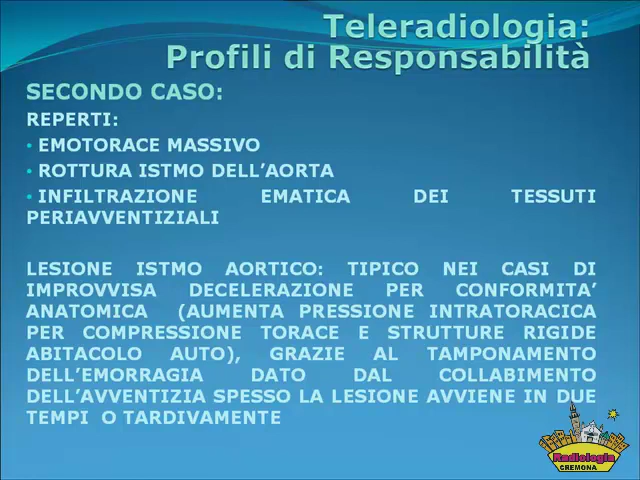 Teleradiologia:
Profili di Responsabilità
SECONDO CASO:
REPERTI:
• EMOTORACE MASSIVO
• ROTTURA ISTMO DELL'AORTA
• INFILTRAZIONE EMATICA DEI TESSUTI
PERIAVVENTIZIALI
LESIONE ISTMO AORTICO: TIPICO NEI CASI DI
IMPROVVISA DECELERAZIONE PER CONFORMITA'
ANATOMICA (AUMENTA PRESSIONE INTRATORACICA
PER COMPRESSIONE TORACE E STRUTTURE RIGIDE
ABITACOLO AUTO), GRAZIE AL TAMPONAMENTO
DELL'EMORRAGIA DATO DAL COLLABIMENTO
DELL'AVVENTIZIA SPESSO LA LESIONE AVVIENE IN DUE
TEMPI O TARDIVAMENTE
Radiologia
CREMONA